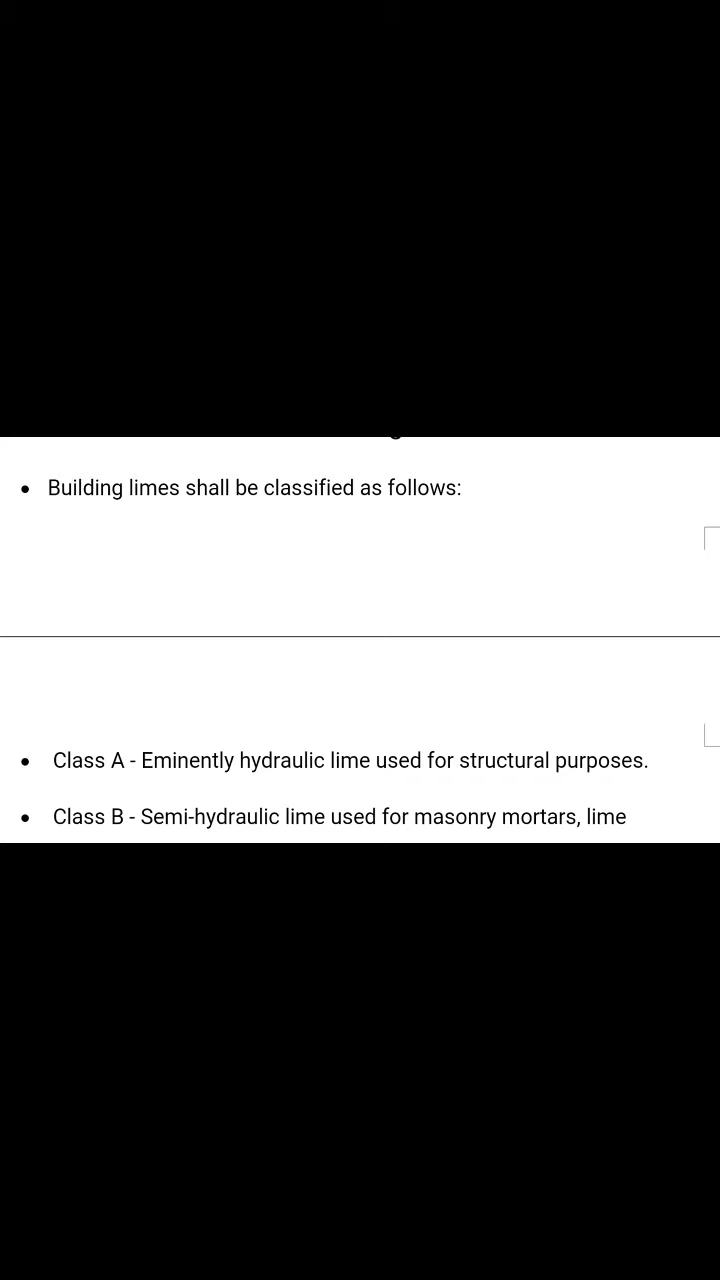 • Building limes shall be classified as follows:
• Class A - Eminently hydraulic lime used for structural purposes.
• Class B - Semi-hydraulic lime used for masonry mortars, lime